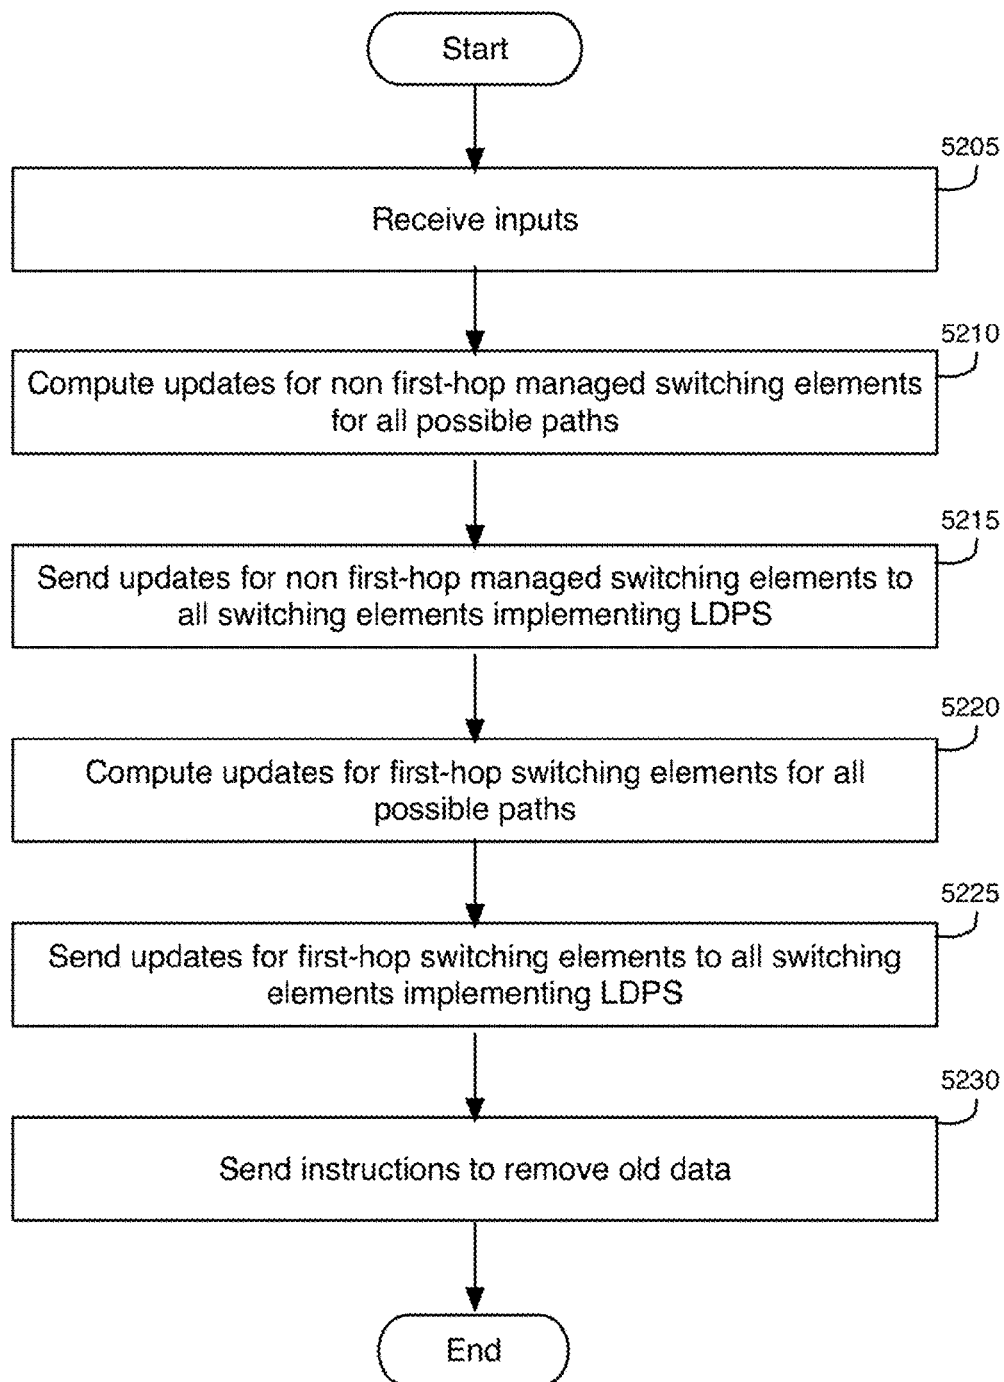 Start
5205
Receive inputs
5210
Compute updates for non first-hop managed switching elements
for all possible paths
5215
Send updates for non first-hop managed switching elements to
all switching elements implementing LDPS
5220
Compute updates for first-hop switching elements for all
possible paths
5225
Send updates for first-hop switching elements to all switching
elements implementing LDPS
5230
Send instructions to remove old data
End